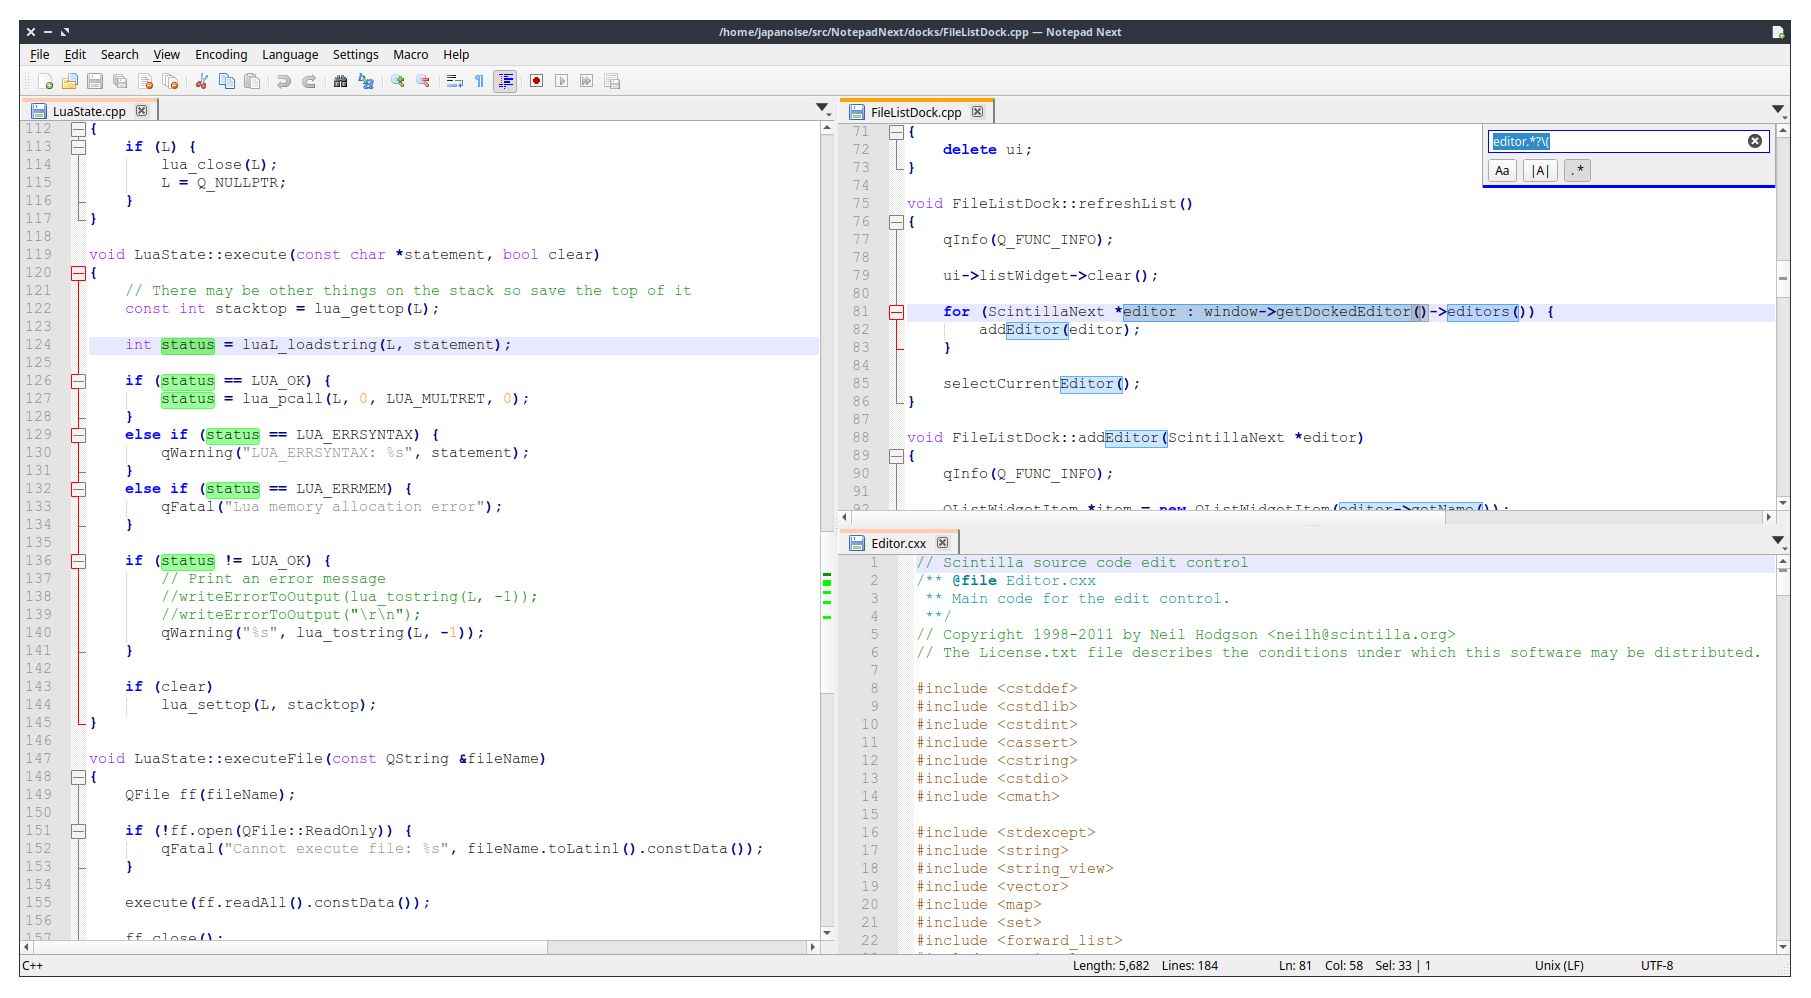 /home/japanoise/src/NotepadNext/docks/FileListDock.cpp — Notepad Next
File Edit Search View Encoding Language Settings Macro Help
LuaState.cpp
112 {
113     if (L) {
114         lua_close(L);
115         L = Q_NULLPTR;
116     }
117 }
118
119 void LuaState::execute(const char *statement, bool clear)
120 {
121     // There may be other things on the stack so save the top of it
122     const int stacktop = lua_gettop(L);
123
124     int status = luaL_loadstring(L, statement);
125
126     if (status == LUA_OK) {
127         status = lua_pcall(L, 0, LUA_MULTRET, 0);
128     }
129     else if (status == LUA_ERRSYNTAX) {
130         qWarning("LUA_ERRSYNTAX: %s", statement);
131     }
132     else if (status == LUA_ERRMEM) {
133         qFatal("Lua memory allocation error");
134     }
135
136     if (status != LUA_OK) {
137         // Print an error message
138         //writeErrorToOutput(lua_tostring(L, -1));
139         //writeErrorToOutput("\r\n");
140         qWarning("%s", lua_tostring(L, -1));
141     }
142
143     if (clear)
144         lua_settop(L, stacktop);
145 }
146
147 void LuaState::executeFile(const QString &fileName)
148 {
149     QFile ff(fileName);
150
151     if (!ff.open(QFile::ReadOnly)) {
152         qFatal("Cannot execute file: %s", fileName.toLatin1().constData());
153     }
154
155     execute(ff.readAll().constData());
156
157     ff.close();
FileListDock.cpp
editor.*?\(
Aa |A| .*
71 {
72     delete ui;
73 }
74
75 void FileListDock::refreshList()
76 {
77     qInfo(Q_FUNC_INFO);
78
79     ui->listWidget->clear();
80
81     for (ScintillaNext *editor : window->getDockedEditor()->editors()) {
82         addEditor(editor);
83     }
84
85     selectCurrentEditor();
86 }
87
88 void FileListDock::addEditor(ScintillaNext *editor)
89 {
90     qInfo(Q_FUNC_INFO);
91
92     QListWidgetItem *item = new QListWidgetItem(editor->getName());
Editor.cxx
1 // Scintilla source code edit control
2 /** @file Editor.cxx
3  ** Main code for the edit control.
4  **/
5 // Copyright 1998-2011 by Neil Hodgson <neilh@scintilla.org>
6 // The License.txt file describes the conditions under which this software may be distributed.
7
8 #include <cstddef>
9 #include <cstdlib>
10 #include <cstdint>
11 #include <cassert>
12 #include <cstring>
13 #include <cstdio>
14 #include <cmath>
15
16 #include <stdexcept>
17 #include <string>
18 #include <string_view>
19 #include <vector>
20 #include <map>
21 #include <set>
22 #include <forward_list>
C++ Length: 5,682 Lines: 184 Ln: 81 Col: 58 Sel: 33 | 1 Unix (LF) UTF-8